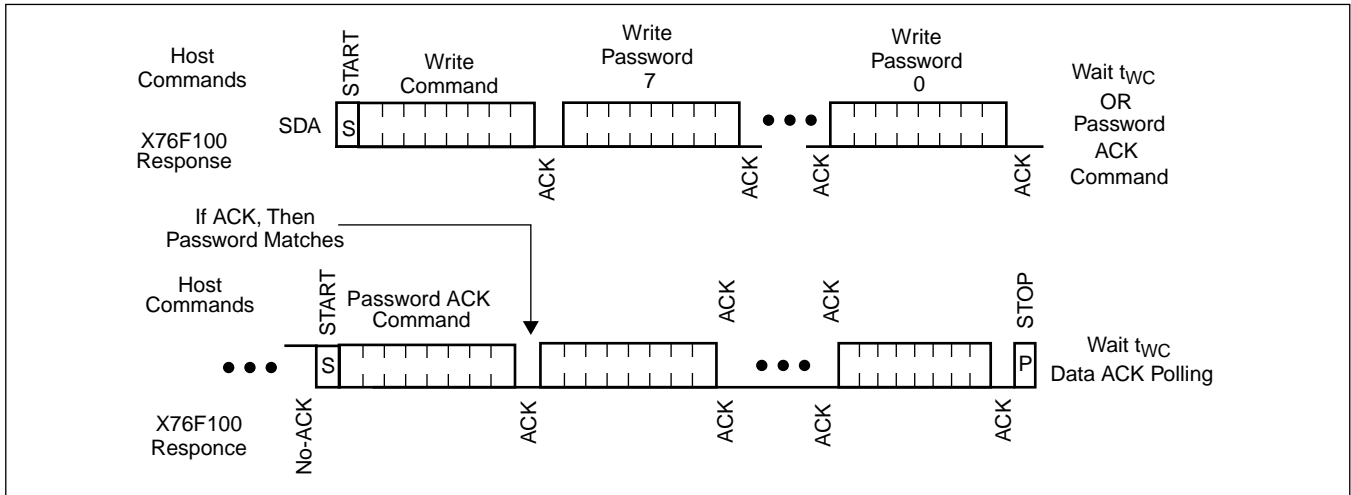 Host
Commands
START
Write
Command
Write
Password
7
Write
Password
0
Wait tWC
OR
Password
ACK
Command
SDA
S
X76F100
Response
ACK
ACK
ACK
ACK
If ACK, Then
Password Matches
Host
Commands
START
Password ACK
Command
ACK
ACK
STOP
S
P
Wait tWC
Data ACK Polling
X76F100
Responce
No-ACK
ACK
ACK
ACK
ACK